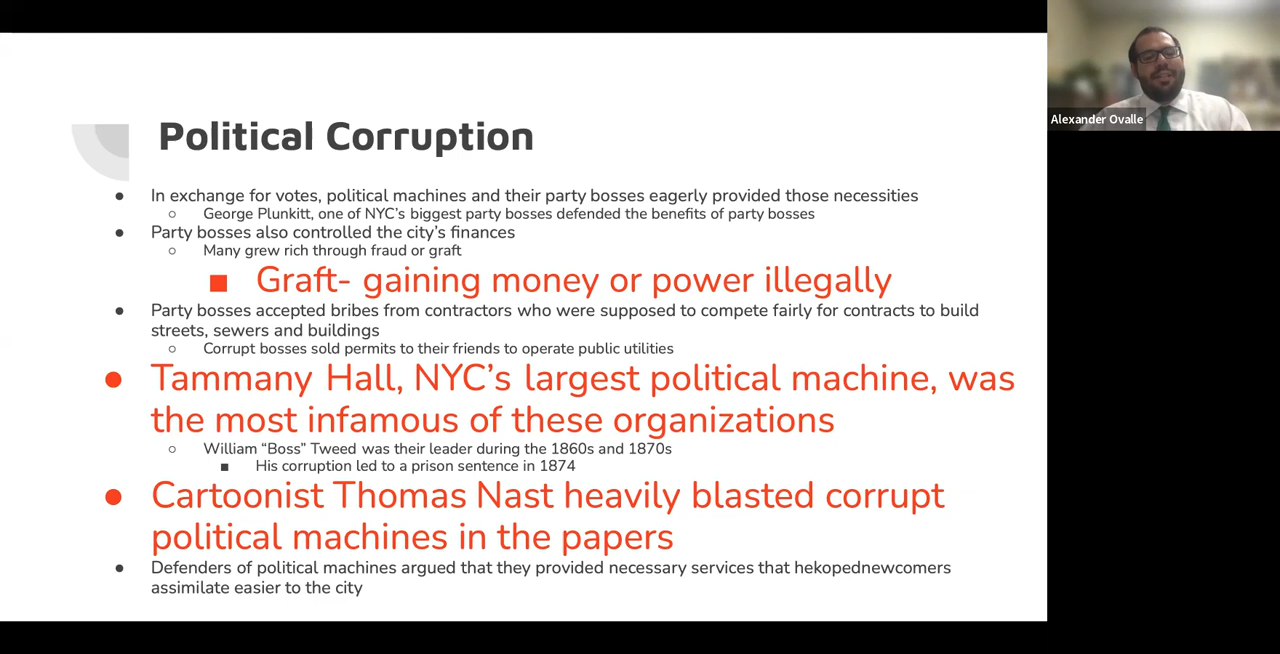 Political Corruption
● In exchange for votes, political machines and their party bosses eagerly provided those necessities
○ George Plunkitt, one of NYC’s biggest party bosses defended the benefits of party bosses
● Party bosses also controlled the city’s finances
○ Many grew rich through fraud or graft
■ Graft- gaining money or power illegally
● Party bosses accepted bribes from contractors who were supposed to compete fairly for contracts to build
streets, sewers and buildings
○ Corrupt bosses sold permits to their friends to operate public utilities
● Tammany Hall, NYC’s largest political machine, was
the most infamous of these organizations
○ William “Boss” Tweed was their leader during the 1860s and 1870s
■ His corruption led to a prison sentence in 1874
● Cartoonist Thomas Nast heavily blasted corrupt
political machines in the papers
● Defenders of political machines argued that they provided necessary services that hekopednewcomers
assimilate easier to the city
Alexander Ovalle